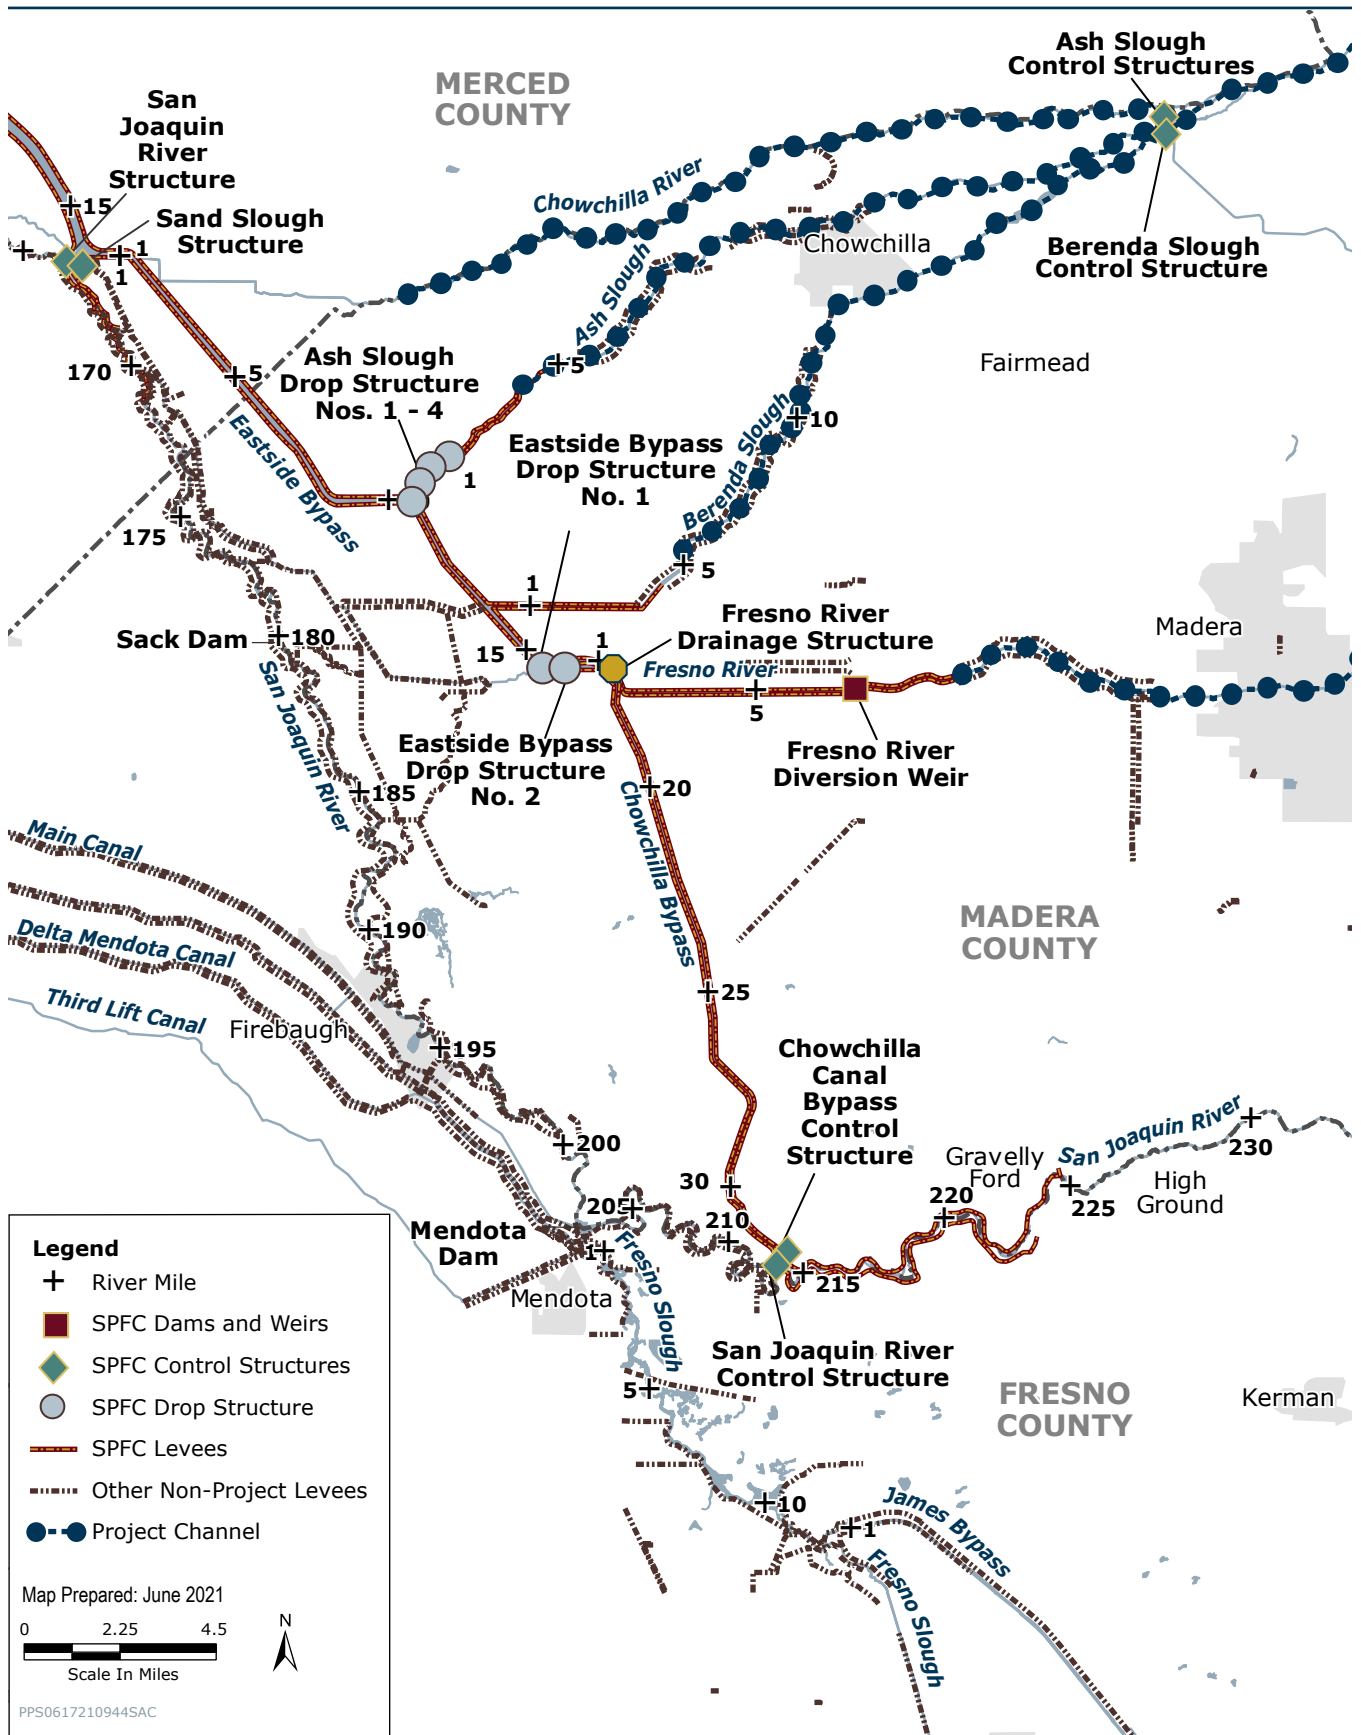 Ash Slough
Control Structures
MERCED
COUNTY
San
Joaquin
River
Structure
Chowchilla River
15
Sand Slough
Structure
1
1
Chowchilla
Berenda Slough
Control Structure
Ash Slough
170
5
Ash Slough
Drop Structure
Nos. 1 - 4
5
Fairmead
Eastside Bypass
Eastside Bypass
Drop Structure
No. 1
Berenda Slough
10
1
175
5
1
Sack Dam
180
15
1
Fresno River
Drainage Structure
Madera
Fresno River
San Joaquin River
5
Eastside Bypass
Drop Structure
No. 2
Fresno River
Diversion Weir
185
20
Chowchilla Bypass
Main Canal
190
MADERA
COUNTY
Delta Mendota Canal
25
Third Lift Canal
Firebaugh
195
Chowchilla
Canal
Bypass
Control
Structure
San Joaquin River
230
200
Gravelly
Ford
High
Ground
30
225
205
210
220
Mendota
Dam
1
Fresno Slough
215
Mendota
San Joaquin River
Control Structure
5
FRESNO
COUNTY
Kerman
10
1
James Bypass
Fresno Slough
Legend
River Mile
SPFC Dams and Weirs
SPFC Control Structures
SPFC Drop Structure
SPFC Levees
Other Non-Project Levees
Project Channel
Map Prepared: June 2021
0 2.25 4.5
Scale In Miles
N
PPS0617210944SAC